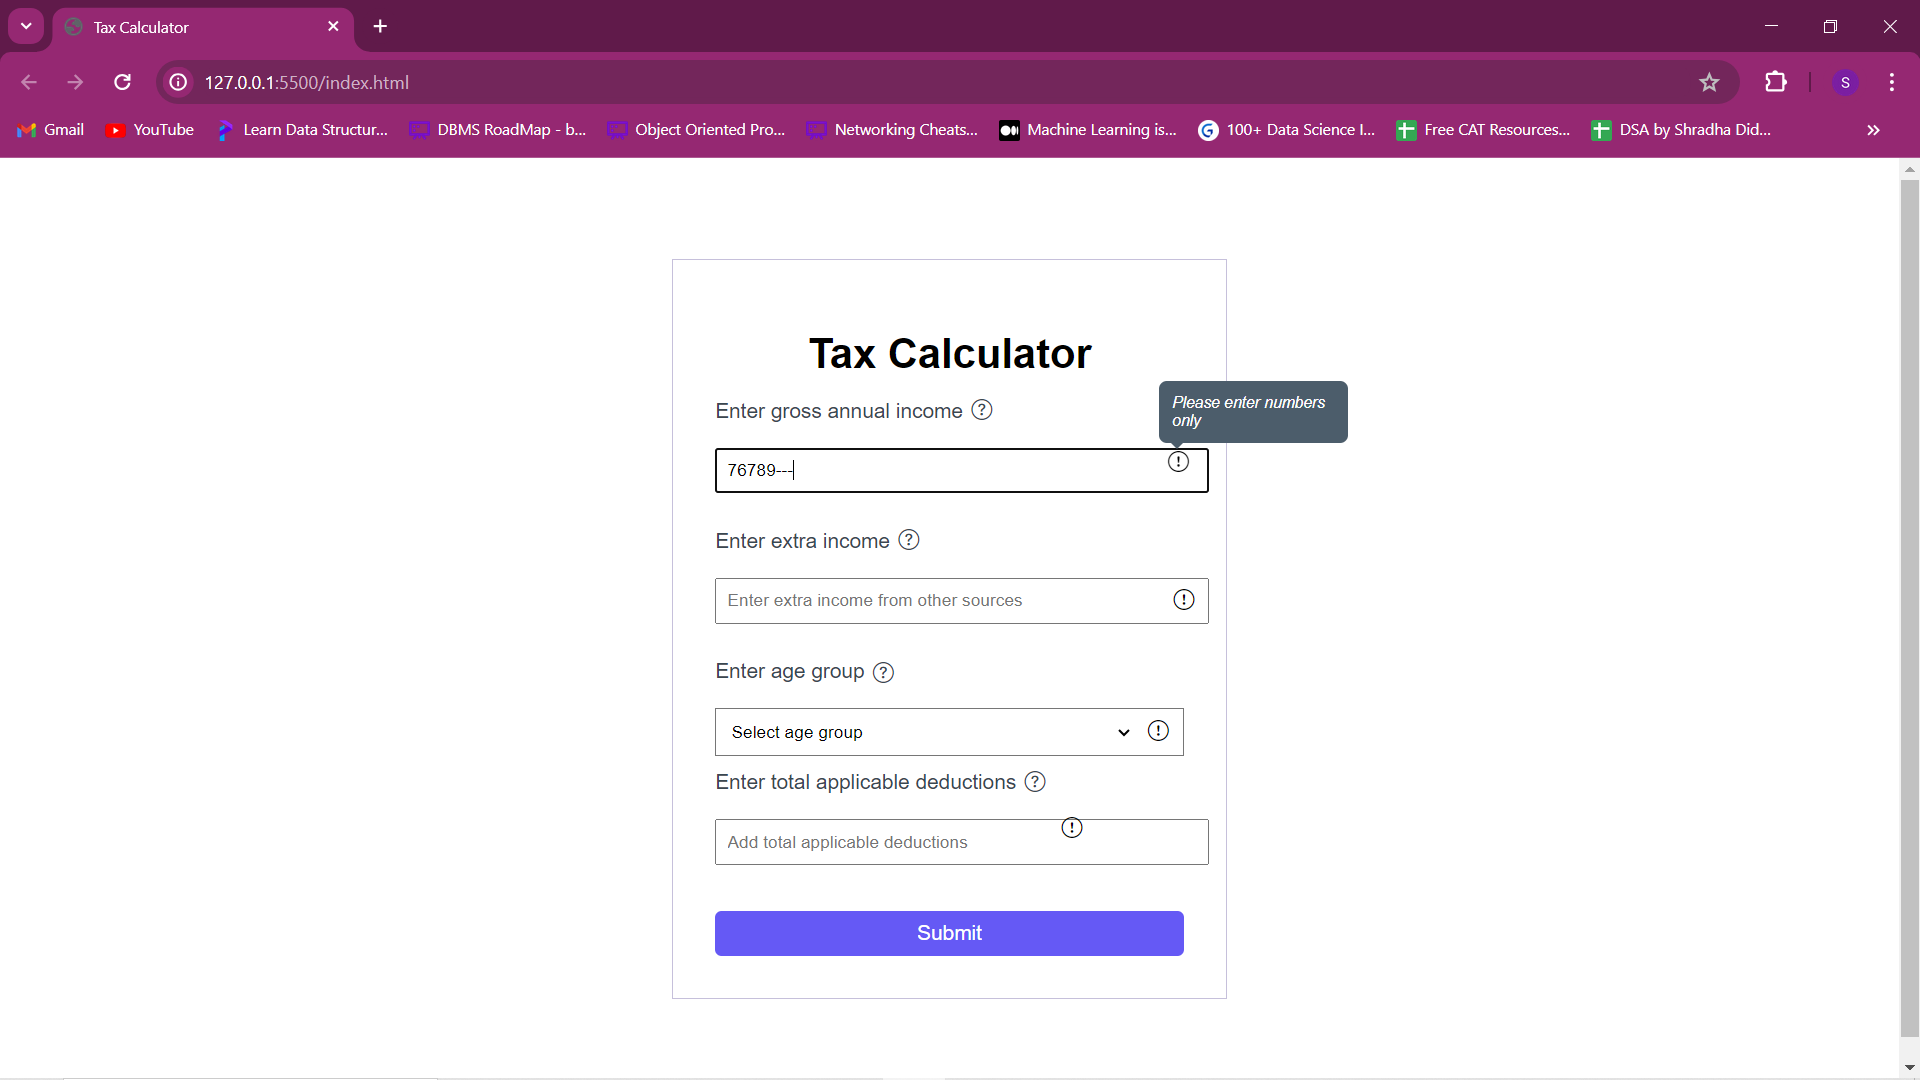 Tax Calculator
127.0.0.1:5500/index.html
S
Gmail YouTube Learn Data Structur... DBMS RoadMap - b... Object Oriented Pro... Networking Cheats... Machine Learning is... 100+ Data Science I... Free CAT Resources... DSA by Shradha Did...
Tax Calculator
Please enter numbers
only
Enter gross annual income ?
76789---
!
Enter extra income ?
Enter extra income from other sources !
Enter age group ?
Select age group !
Enter total applicable deductions ?
Add total applicable deductions !
Submit